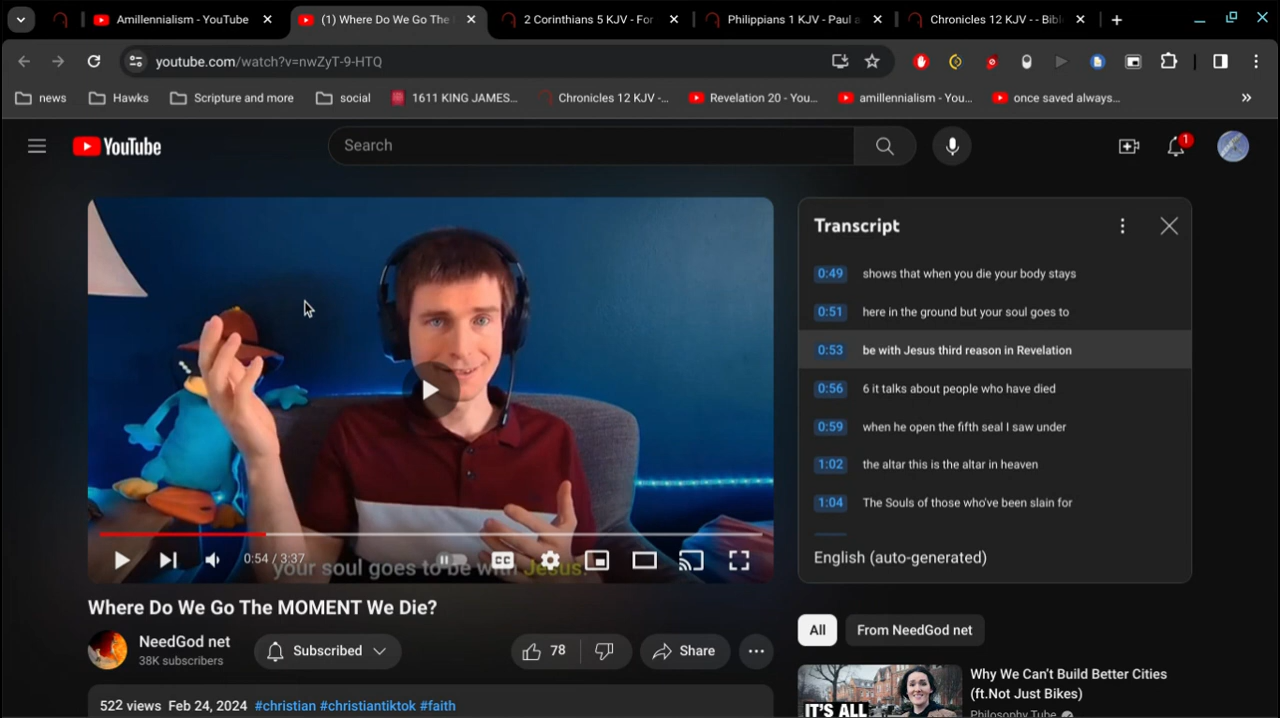 Amillennialism - YouTube
(1) Where Do We Go The
2 Corinthians 5 KJV - For
Philippians 1 KJV - Paul a
Chronicles 12 KJV - - Bibl
youtube.com/watch?v=nwZyT-9-HTQ
news
Hawks
Scripture and more
social
1611 KING JAMES...
Chronicles 12 KJV -...
Revelation 20 - You...
amillennialism - You...
once saved always...
»
YouTube
Search
1
Transcript
0:49 shows that when you die your body stays
0:51 here in the ground but your soul goes to
0:53 be with Jesus third reason in Revelation
0:56 6 it talks about people who have died
0:59 when he open the fifth seal I saw under
1:02 the altar this is the altar in heaven
1:04 The Souls of those who've been slain for
English (auto-generated)
0:54 / 3:37
CC
your soul goes to be with Jesus.
Where Do We Go The MOMENT We Die?
NeedGod net
38K subscribers
Subscribed
78
Share
522 views Feb 24, 2024 #christian #christiantiktok #faith
All
From NeedGod net
IT'S ALL
Why We Can't Build Better Cities
(ft.Not Just Bikes)
Philosophy Tube